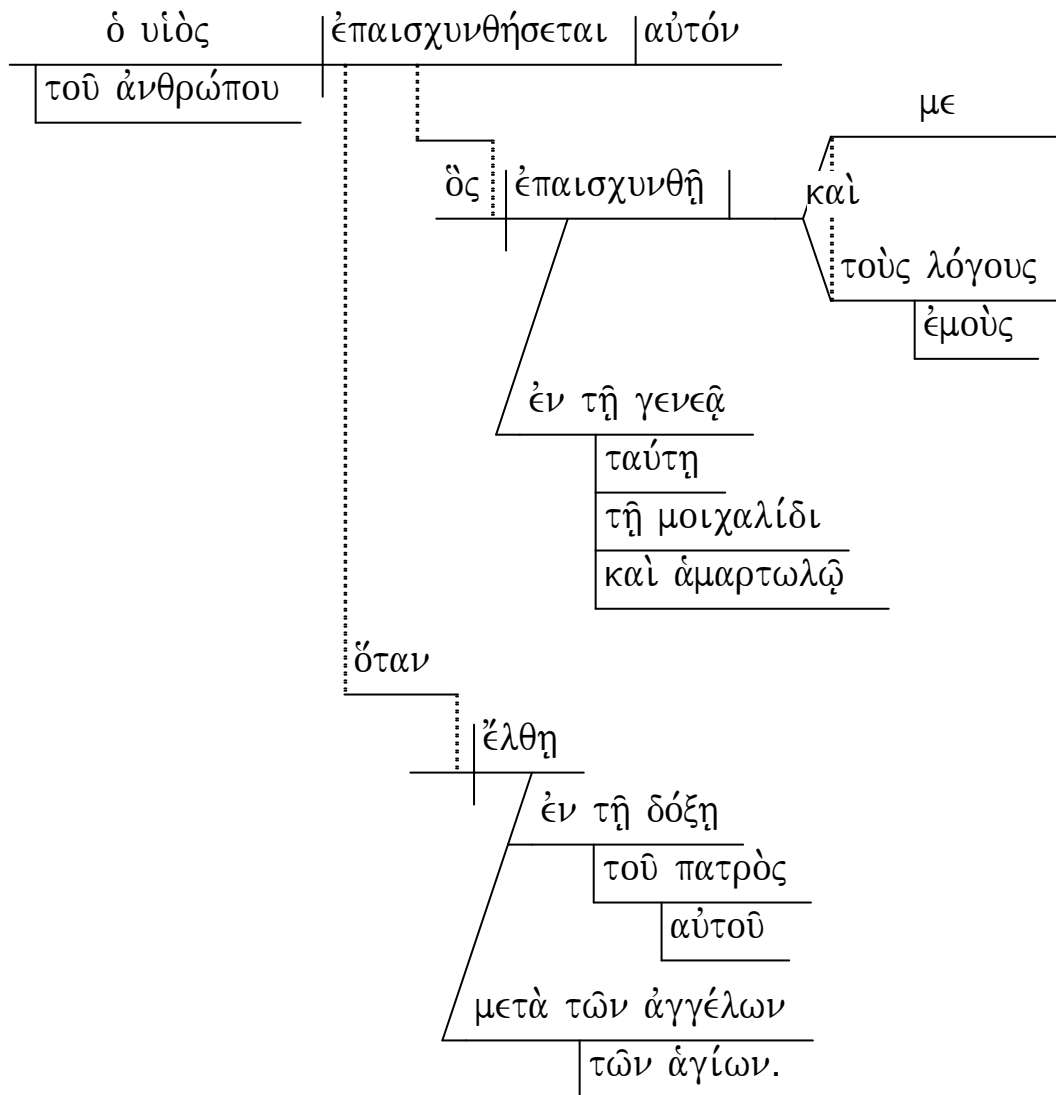 ὁ υἱὸς ἐπαισχυνθήσεται αὐτόν
τοῦ ἀνθρώπου
με
ὃς ἐπαισχυνθῇ καὶ
τοὺς λόγους
ἐμοὺς
ἐν τῇ γενεᾷ
ταύτῃ
τῇ μοιχαλίδι
καὶ ἁμαρτωλῷ
ὅταν
ἔλθῃ
ἐν τῇ δόξῃ
τοῦ πατρὸς
αὐτοῦ
μετὰ τῶν ἀγγέλων
τῶν ἁγίων.